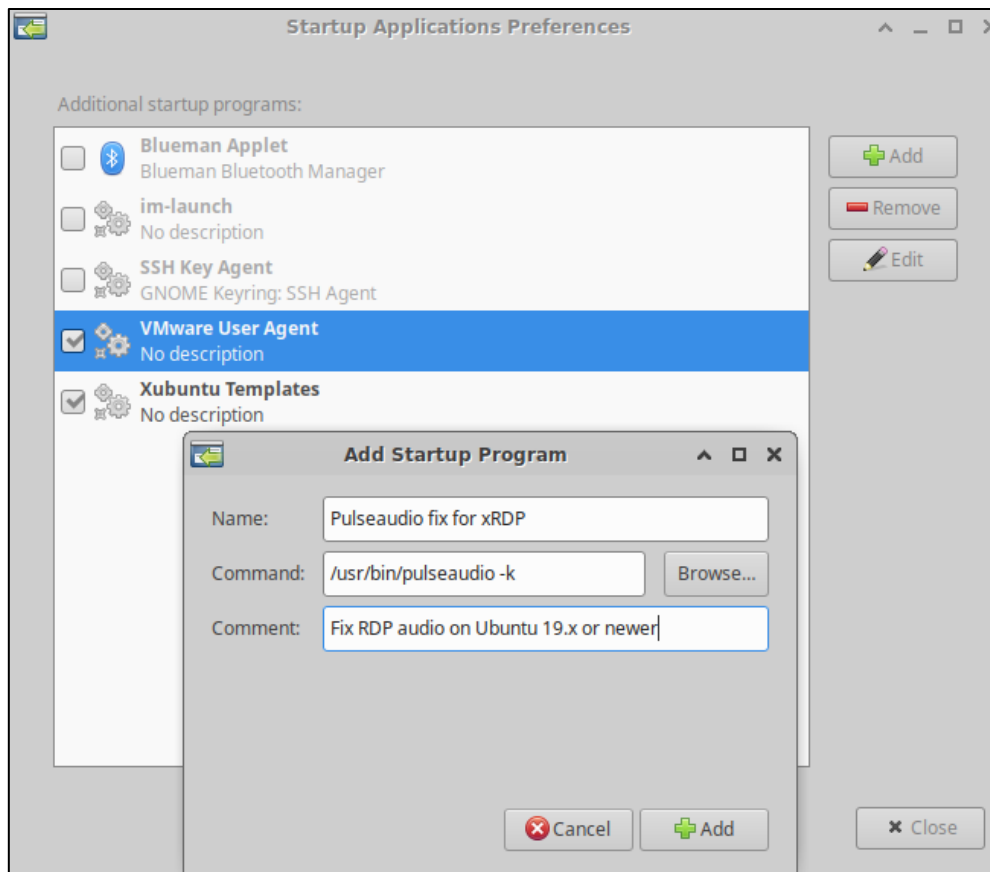 Startup Applications Preferences
Additional startup programs:
Blueman Applet
Blueman Bluetooth Manager
im-launch
No description
SSH Key Agent
GNOME Keyring: SSH Agent
VMware User Agent
No description
Xubuntu Templates
No description
Add
Remove
Edit
Add Startup Program
Name: Pulseaudio fix for xRDP
Command: /usr/bin/pulseaudio -k Browse...
Comment: Fix RDP audio on Ubuntu 19.x or newer
Cancel Add
Close